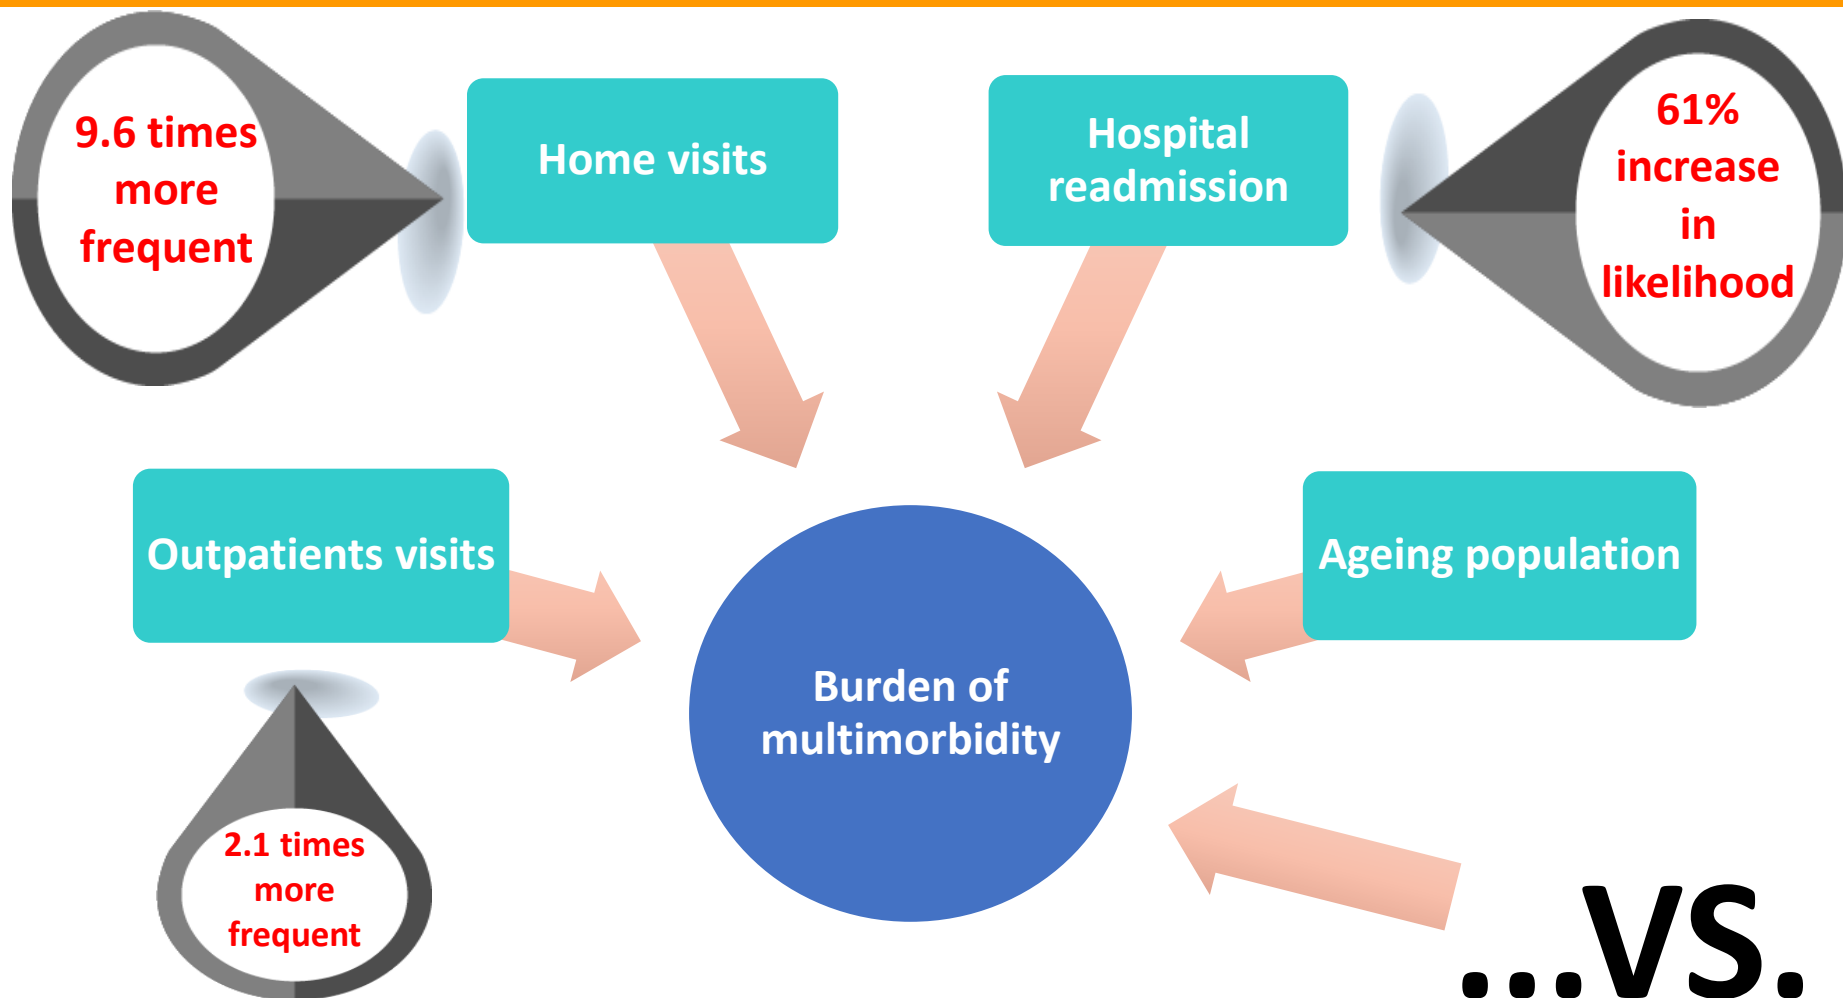 9.6 times
more
frequent
Home visits
Hospital
readmission
61%
increase
in
likelihood
Outpatients visits
Ageing population
Burden of
multimorbidity
2.1 times
more
frequent
...VS.